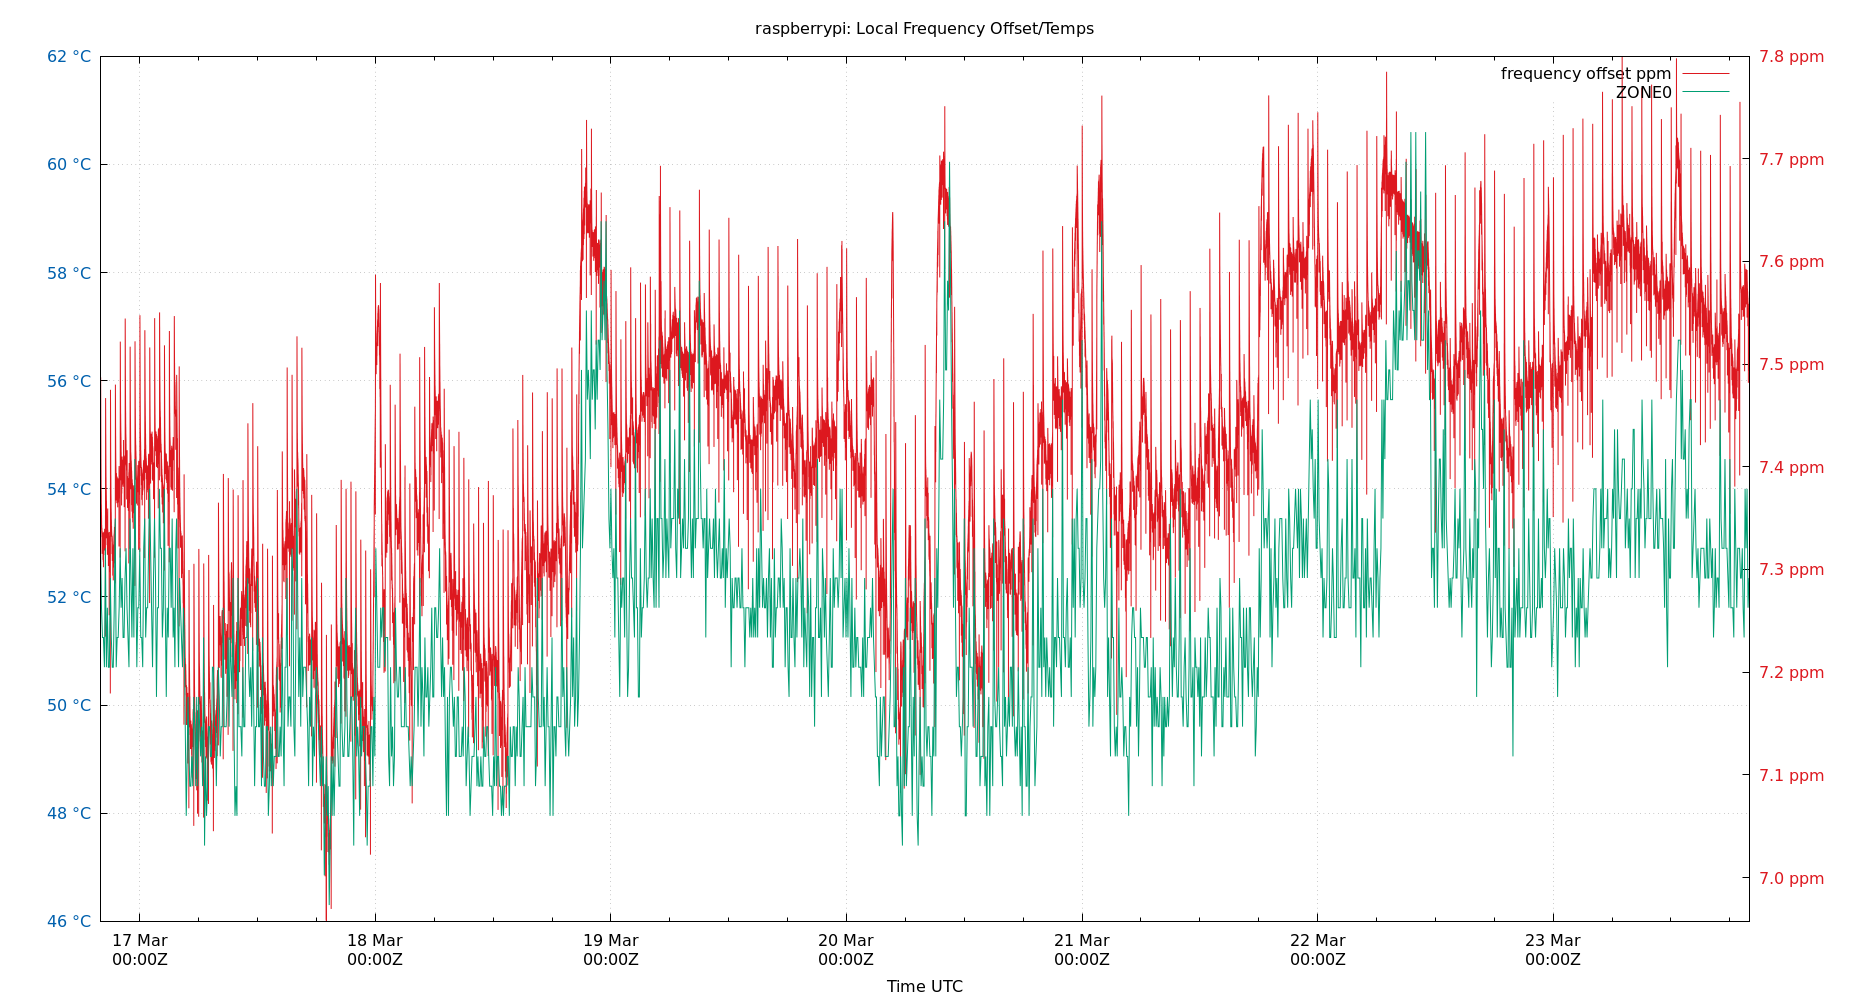 raspberrypi: Local Frequency Offset/Temps
62 °C
60 °C
58 °C
56 °C
54 °C
52 °C
50 °C
48 °C
46 °C
7.8 ppm
7.7 ppm
7.6 ppm
7.5 ppm
7.4 ppm
7.3 ppm
7.2 ppm
7.1 ppm
7.0 ppm
frequency offset ppm
ZONE0
17 Mar
00:00Z
18 Mar
00:00Z
19 Mar
00:00Z
20 Mar
00:00Z
21 Mar
00:00Z
22 Mar
00:00Z
23 Mar
00:00Z
Time UTC